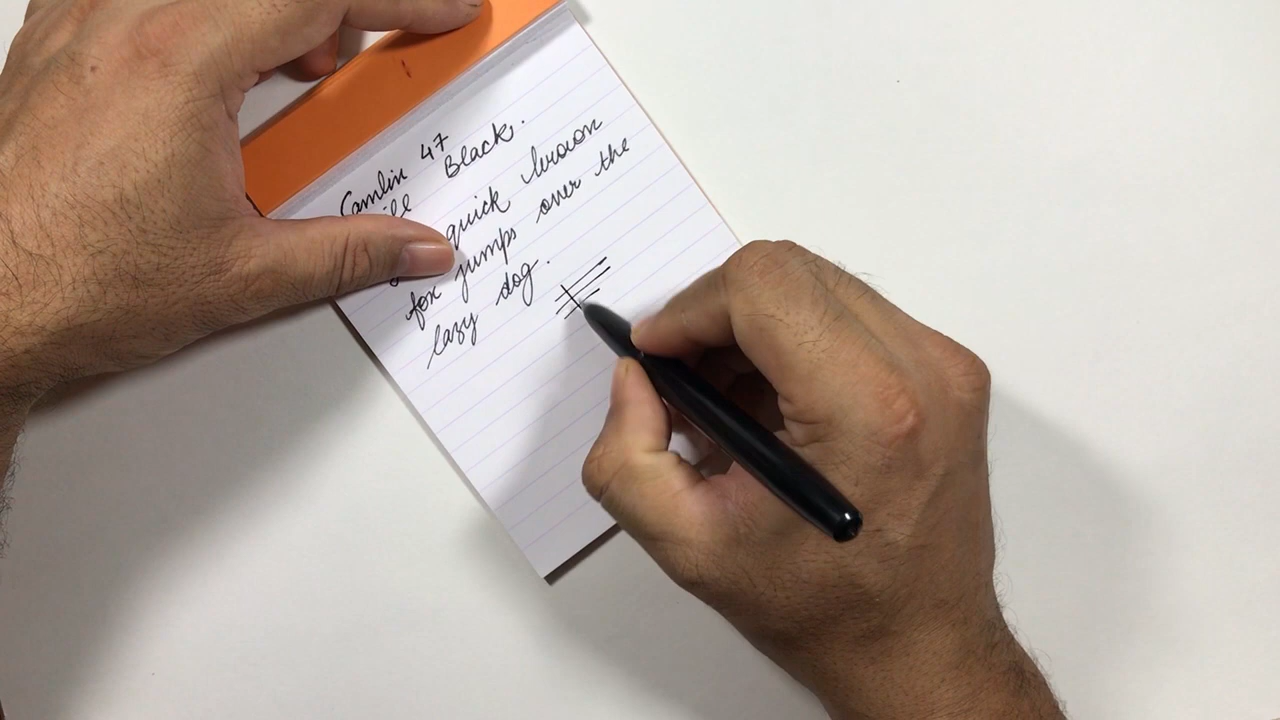 Camlin 47
Black.
quick brown
fox jumps over the
lazy dog.